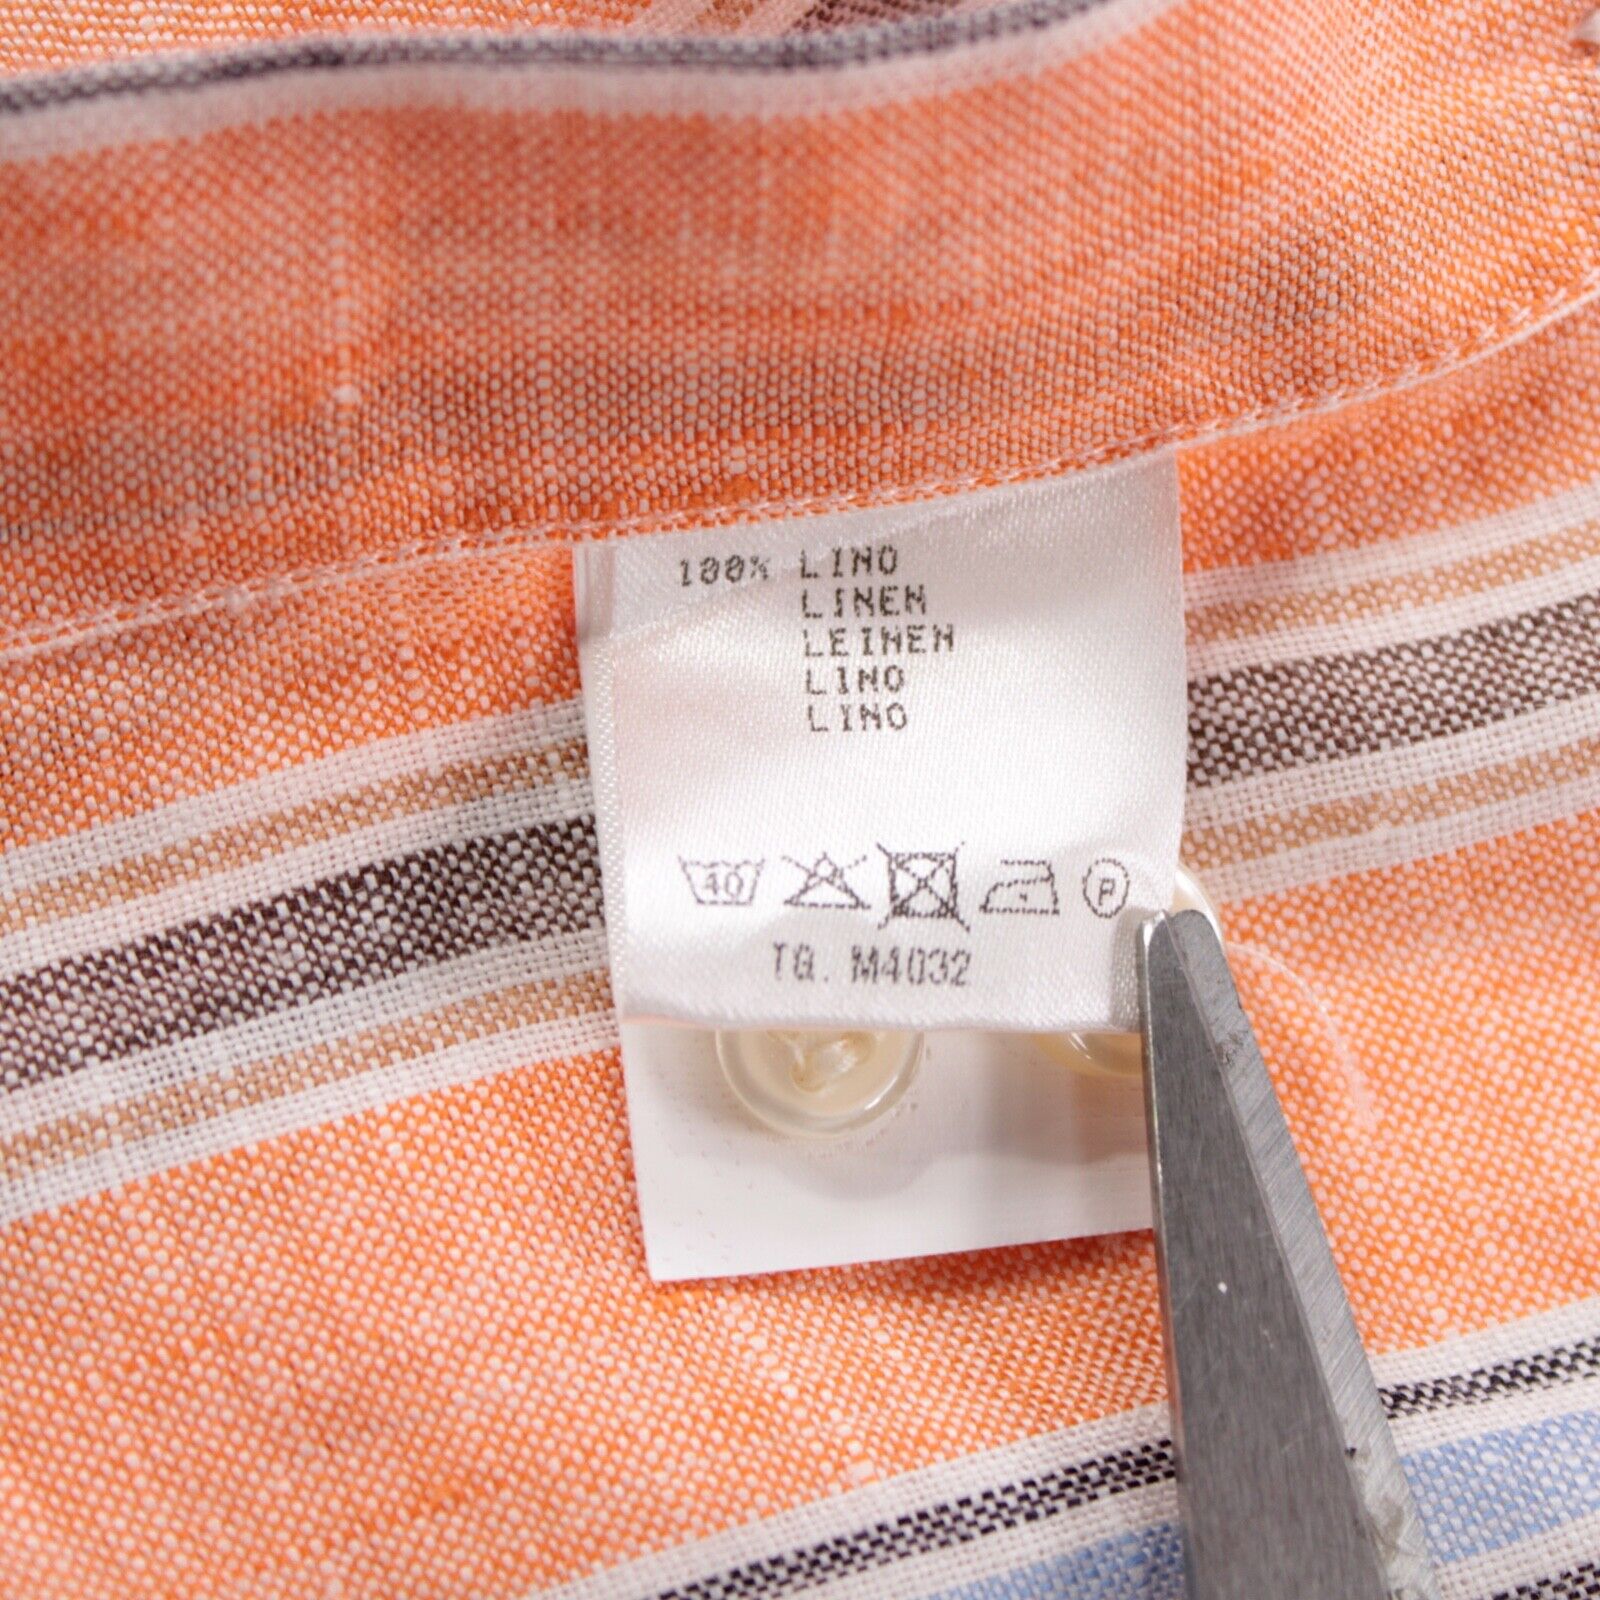 100% LINO
LINEN
LEINEN
LINO
LINO
40 P
TG. M4032